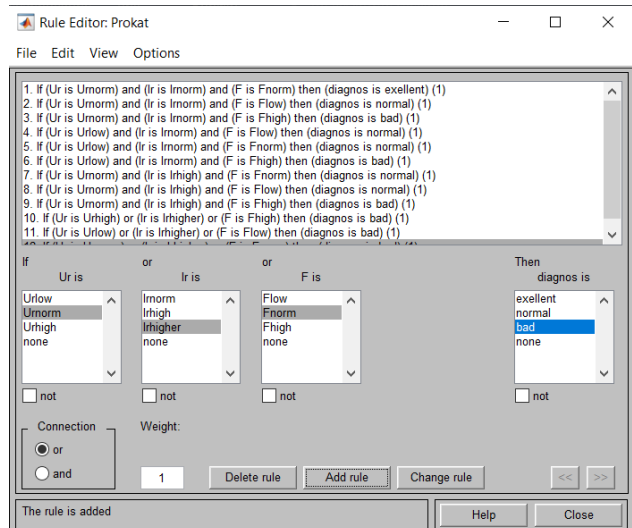 Rule Editor: Prokat
File Edit View Options
1. If (Ur is Urnorm) and (Ir is Irnorm) and (F is Fnorm) then (diagnos is exellent) (1)
2. If (Ur is Urnorm) and (Ir is Irnorm) and (F is Flow) then (diagnos is normal) (1)
3. If (Ur is Urnorm) and (Ir is Irnorm) and (F is Fhigh) then (diagnos is bad) (1)
4. If (Ur is Urlow) and (Ir is Irnorm) and (F is Flow) then (diagnos is normal) (1)
5. If (Ur is Urlow) and (Ir is Irnorm) and (F is Fnorm) then (diagnos is normal) (1)
6. If (Ur is Urlow) and (Ir is Irnorm) and (F is Fhigh) then (diagnos is bad) (1)
7. If (Ur is Urnorm) and (Ir is Irhigh) and (F is Fnorm) then (diagnos is normal) (1)
8. If (Ur is Urnorm) and (Ir is Irhigh) and (F is Flow) then (diagnos is normal) (1)
9. If (Ur is Urnorm) and (Ir is Irhigh) and (F is Fhigh) then (diagnos is bad) (1)
10. If (Ur is Urhigh) or (Ir is Irhigher) or (F is Fhigh) then (diagnos is bad) (1)
11. If (Ur is Urlow) or (Ir is Irhigher) or (F is Flow) then (diagnos is bad) (1)
If or or Then
Ur is Ir is F is diagnos is
Urlow Irnorm Flow exellent
Urnorm Irhigh Fnorm normal
Urhigh Irhigher Fhigh bad
none none none none
not not not not
Connection Weight:
or
and 1 Delete rule Add rule Change rule << >>
The rule is added Help Close